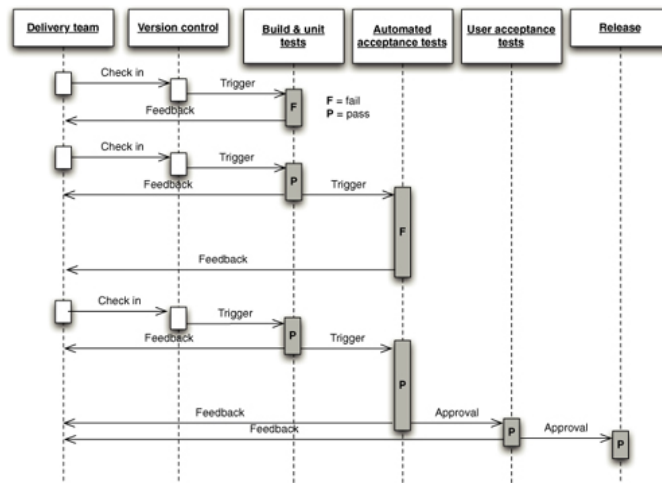 Delivery team
Version control
Build & unit
tests
Automated
acceptance tests
User acceptance
tests
Release
Check in
Trigger
Feedback
F
F = fail
P = pass
Check in
Trigger
Feedback
P
Trigger
F
Feedback
Check in
Trigger
Feedback
P
Trigger
P
Feedback
Approval
Feedback
P
Approval
P